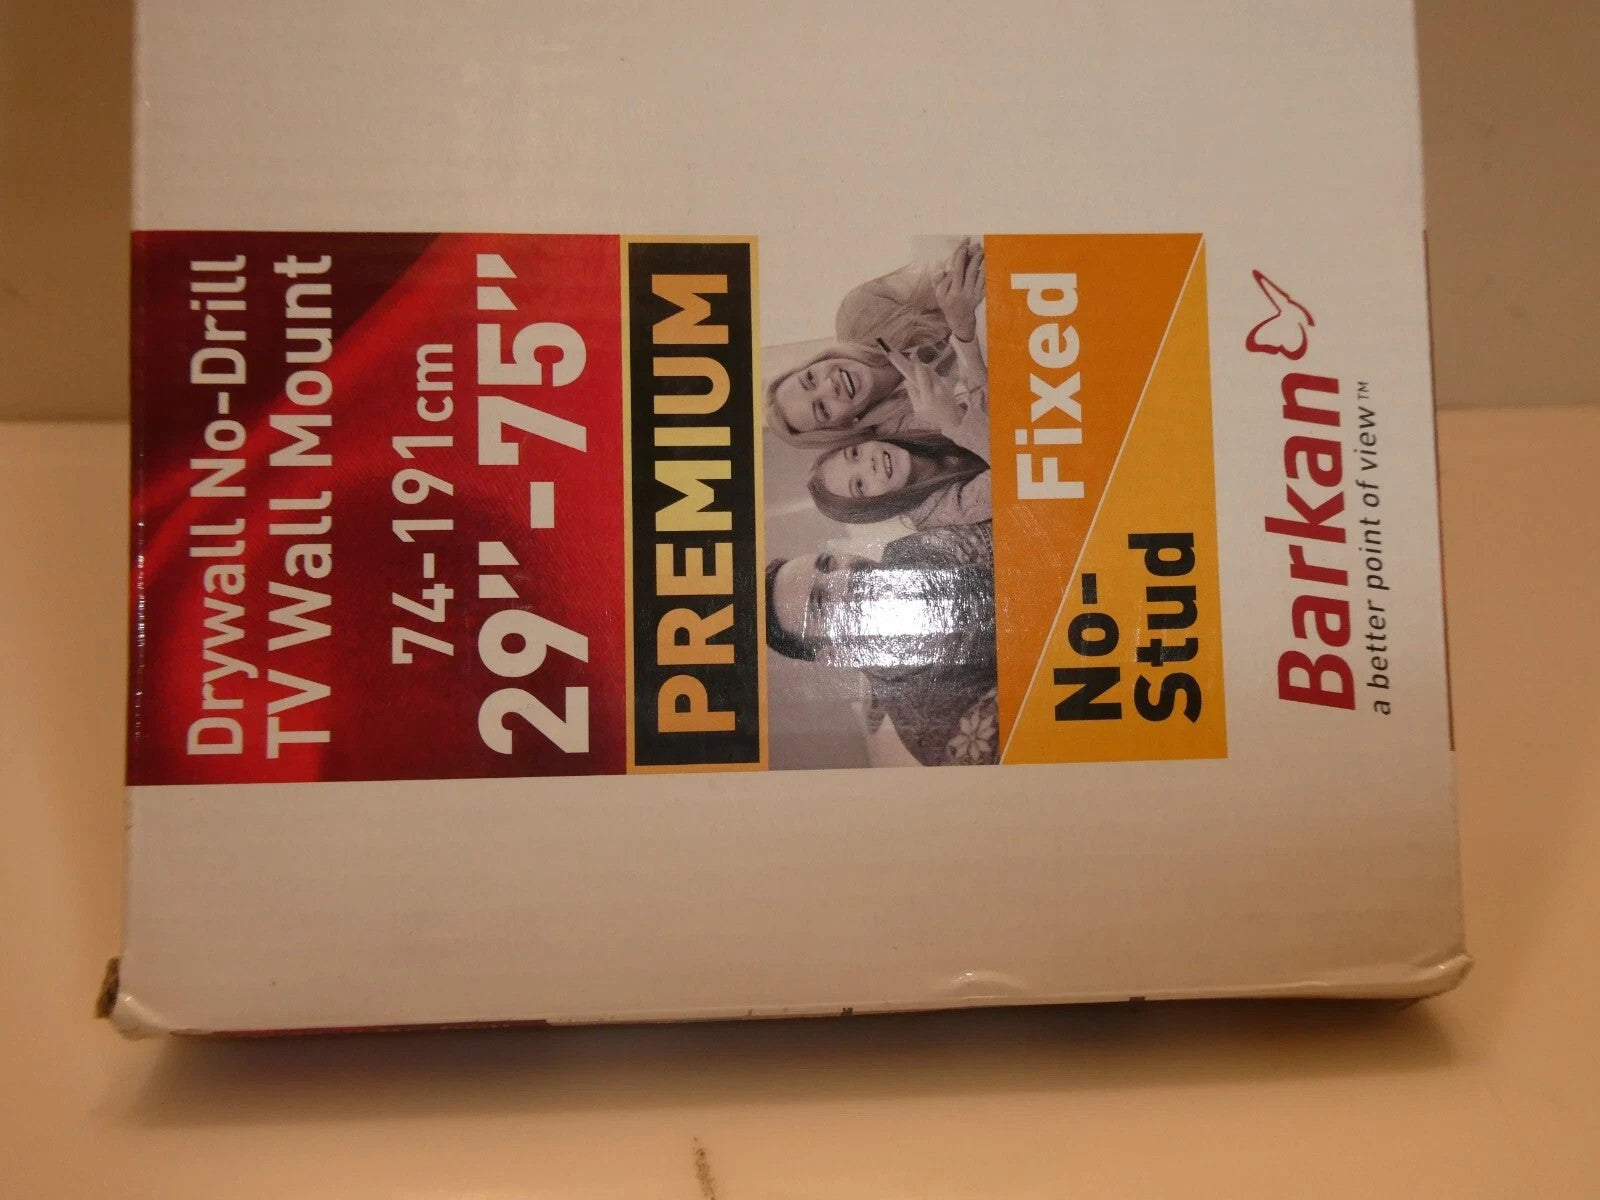 Drywall No-Drill
TV Wall Mount
74-191cm
29" - 75"
PREMIUM
Fixed
No-
Stud
Barkan
a better point of view™